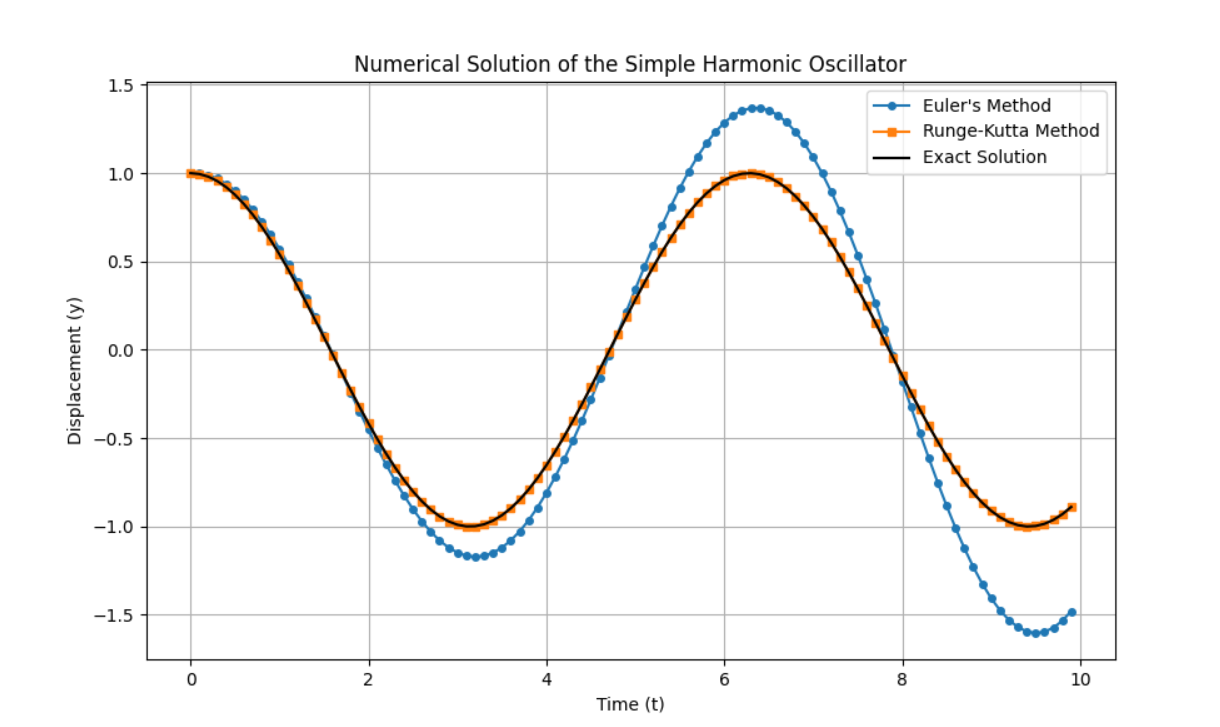 Numerical Solution of the Simple Harmonic Oscillator
Euler's Method
Runge-Kutta Method
Exact Solution
1.5
1.0
0.5
0.0
−0.5
−1.0
−1.5
Displacement (y)
0
2
4
6
8
10
Time (t)